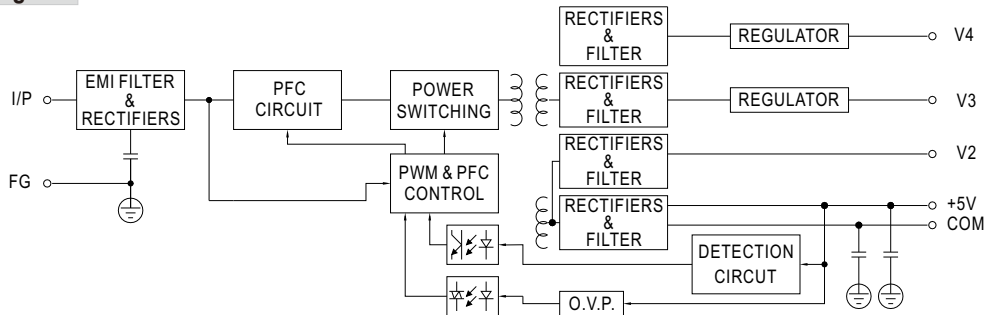 RECTIFIERS
&
FILTER
REGULATOR
V4
I/P
EMI FILTER
&
RECTIFIERS
PFC
CIRCUIT
POWER
SWITCHING
RECTIFIERS
&
FILTER
REGULATOR
V3
RECTIFIERS
&
FILTER
V2
FG
PWM & PFC
CONTROL
RECTIFIERS
&
FILTER
+5V
COM
DETECTION
CIRCUT
O.V.P.